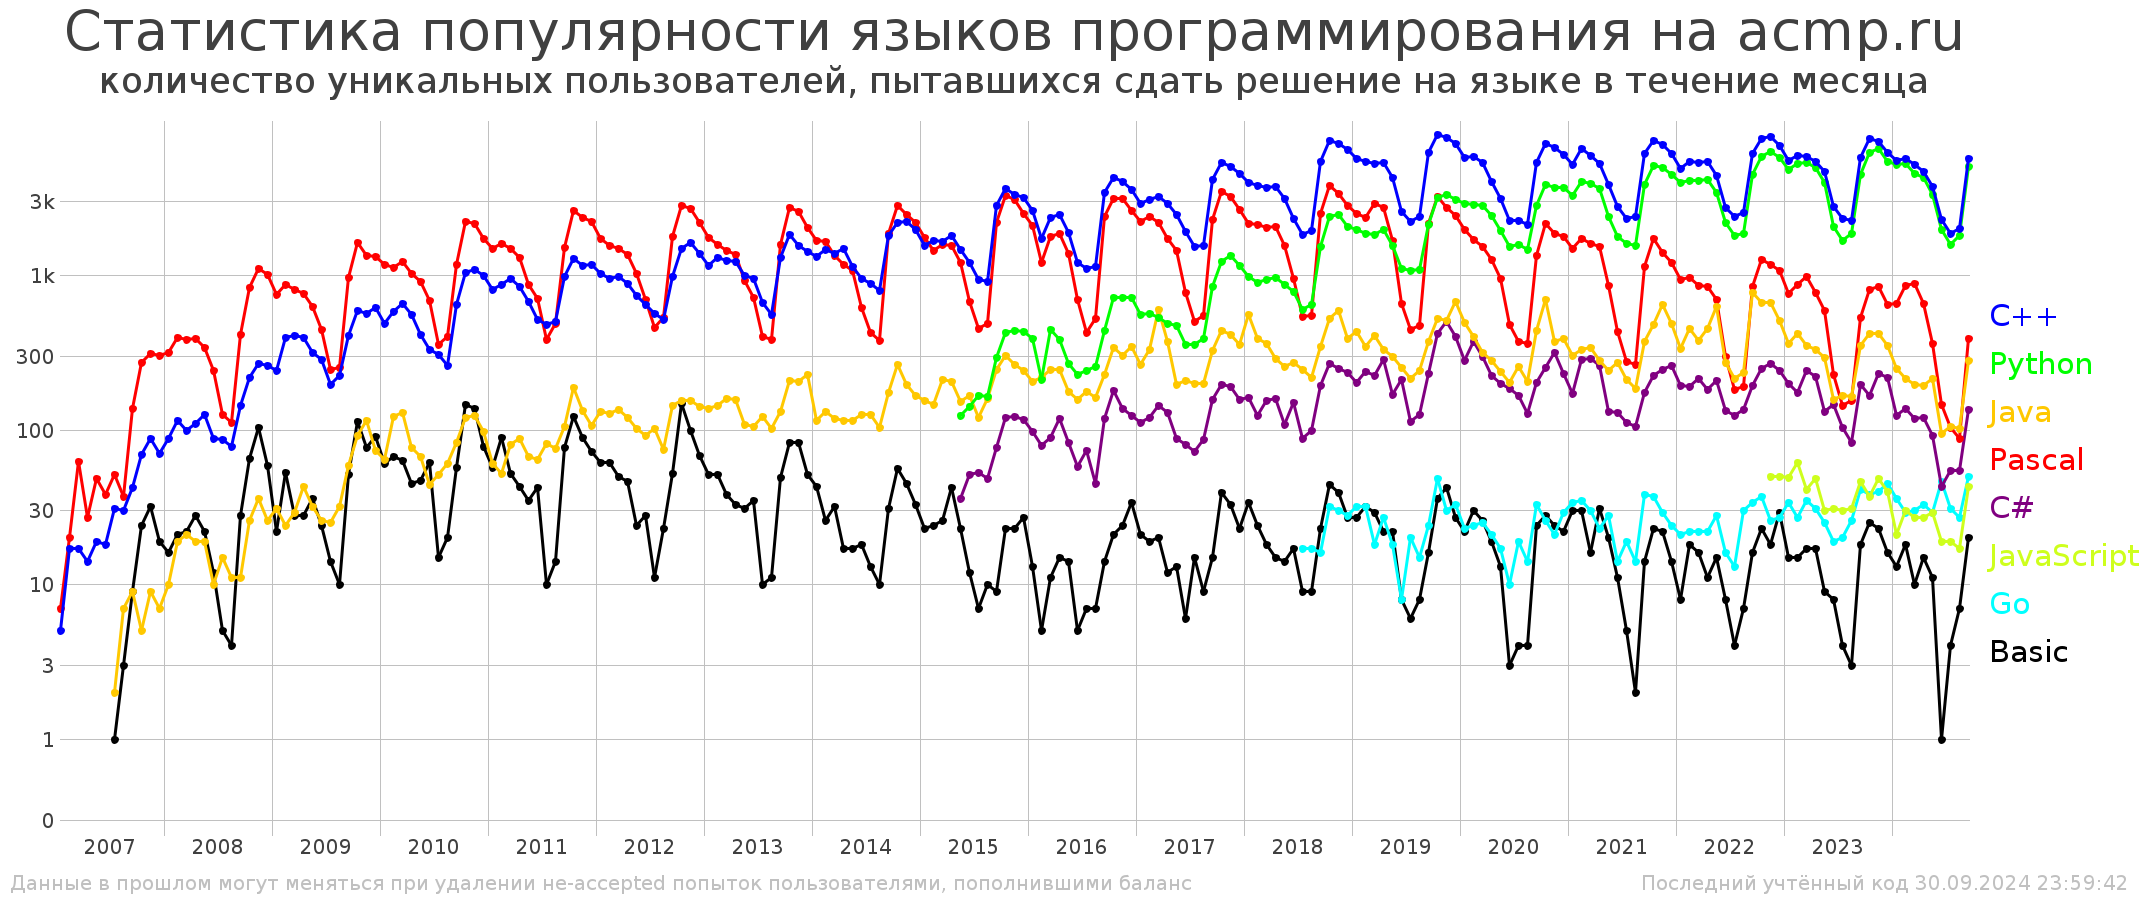 Статистика популярности языков программирования на acmp.ru
количество уникальных пользователей, пытавшихся сдать решение на языке в течение месяца
3k
1k
300
100
30
10
3
1
0
C++
Python
Java
Pascal
C#
JavaScript
Go
Basic
2007 2008 2009 2010 2011 2012 2013 2014 2015 2016 2017 2018 2019 2020 2021 2022 2023
Данные в прошлом могут меняться при удалении не-accepted попыток пользователями, пополнившими баланс
Последний учтённый код 30.09.2024 23:59:42